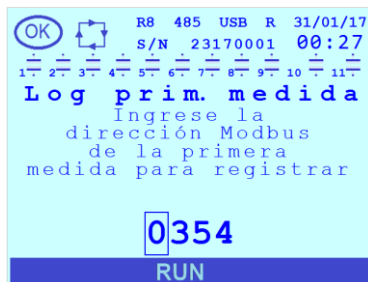 OK R8 485 USB R 31/01/17
S/N 23170001 00:27
1 2 3 4 5 6 7 8 9 10 11
Log prim. medida
Ingrese la
dirección Modbus
de la primera
medida para registrar
0354
RUN